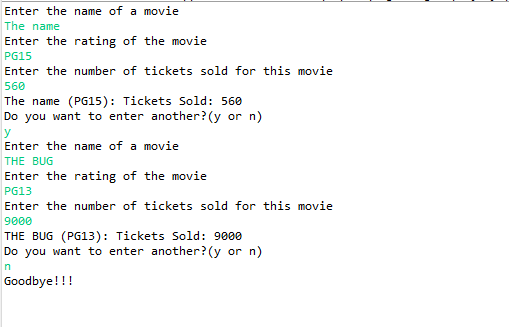 Enter the name of a movie
The name
Enter the rating of the movie
PG15
Enter the number of tickets sold for this movie
560
The name (PG15): Tickets Sold: 560
Do you want to enter another?(y or n)
y
Enter the name of a movie
THE BUG
Enter the rating of the movie
PG13
Enter the number of tickets sold for this movie
9000
THE BUG (PG13): Tickets Sold: 9000
Do you want to enter another?(y or n)
n
Goodbye!!!